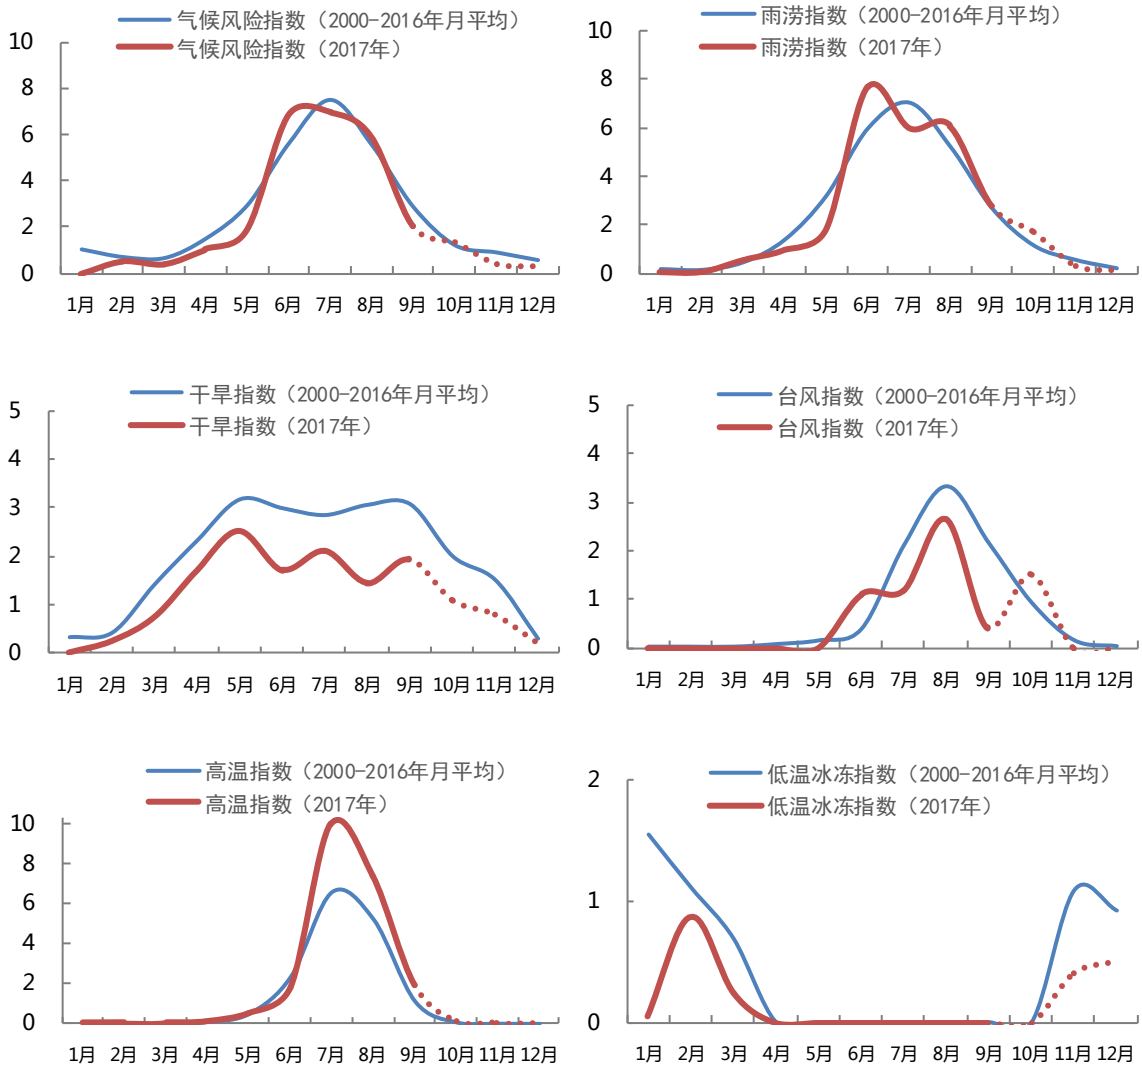 气候风险指数（2000-2016年月平均）
气候风险指数（2017年）
10
8
6
4
2
0
1月 2月 3月 4月 5月 6月 7月 8月 9月 10月 11月 12月
雨涝指数（2000-2016年月平均）
雨涝指数（2017年）
10
8
6
4
2
0
1月 2月 3月 4月 5月 6月 7月 8月 9月 10月 11月 12月
干旱指数（2000-2016年月平均）
干旱指数（2017年）
5
4
3
2
1
0
1月 2月 3月 4月 5月 6月 7月 8月 9月 10月 11月 12月
台风指数（2000-2016年月平均）
台风指数（2017年）
5
4
3
2
1
0
1月 2月 3月 4月 5月 6月 7月 8月 9月 10月 11月 12月
高温指数（2000-2016年月平均）
高温指数（2017年）
10
8
6
4
2
0
1月 2月 3月 4月 5月 6月 7月 8月 9月 10月 11月 12月
低温冰冻指数（2000-2016年月平均）
低温冰冻指数（2017年）
2
1
0
1月 2月 3月 4月 5月 6月 7月 8月 9月 10月 11月 12月